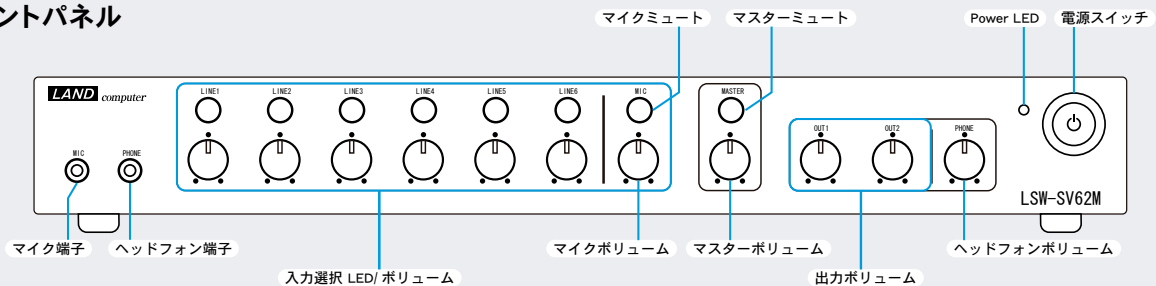 ントパネル
マイクミュート マスターミュート Power LED 電源スイッチ
LAND computer
LINE1 LINE2 LINE3 LINE4 LINE5 LINE6 MIC MASTER
OUT1 OUT2 PHONE
MIC PHONE
LSW-SV62M
マイク端子 ヘッドフォン端子 マイクボリューム マスターボリューム ヘッドフォンボリューム
入力選択 LED/ボリューム 出力ボリューム